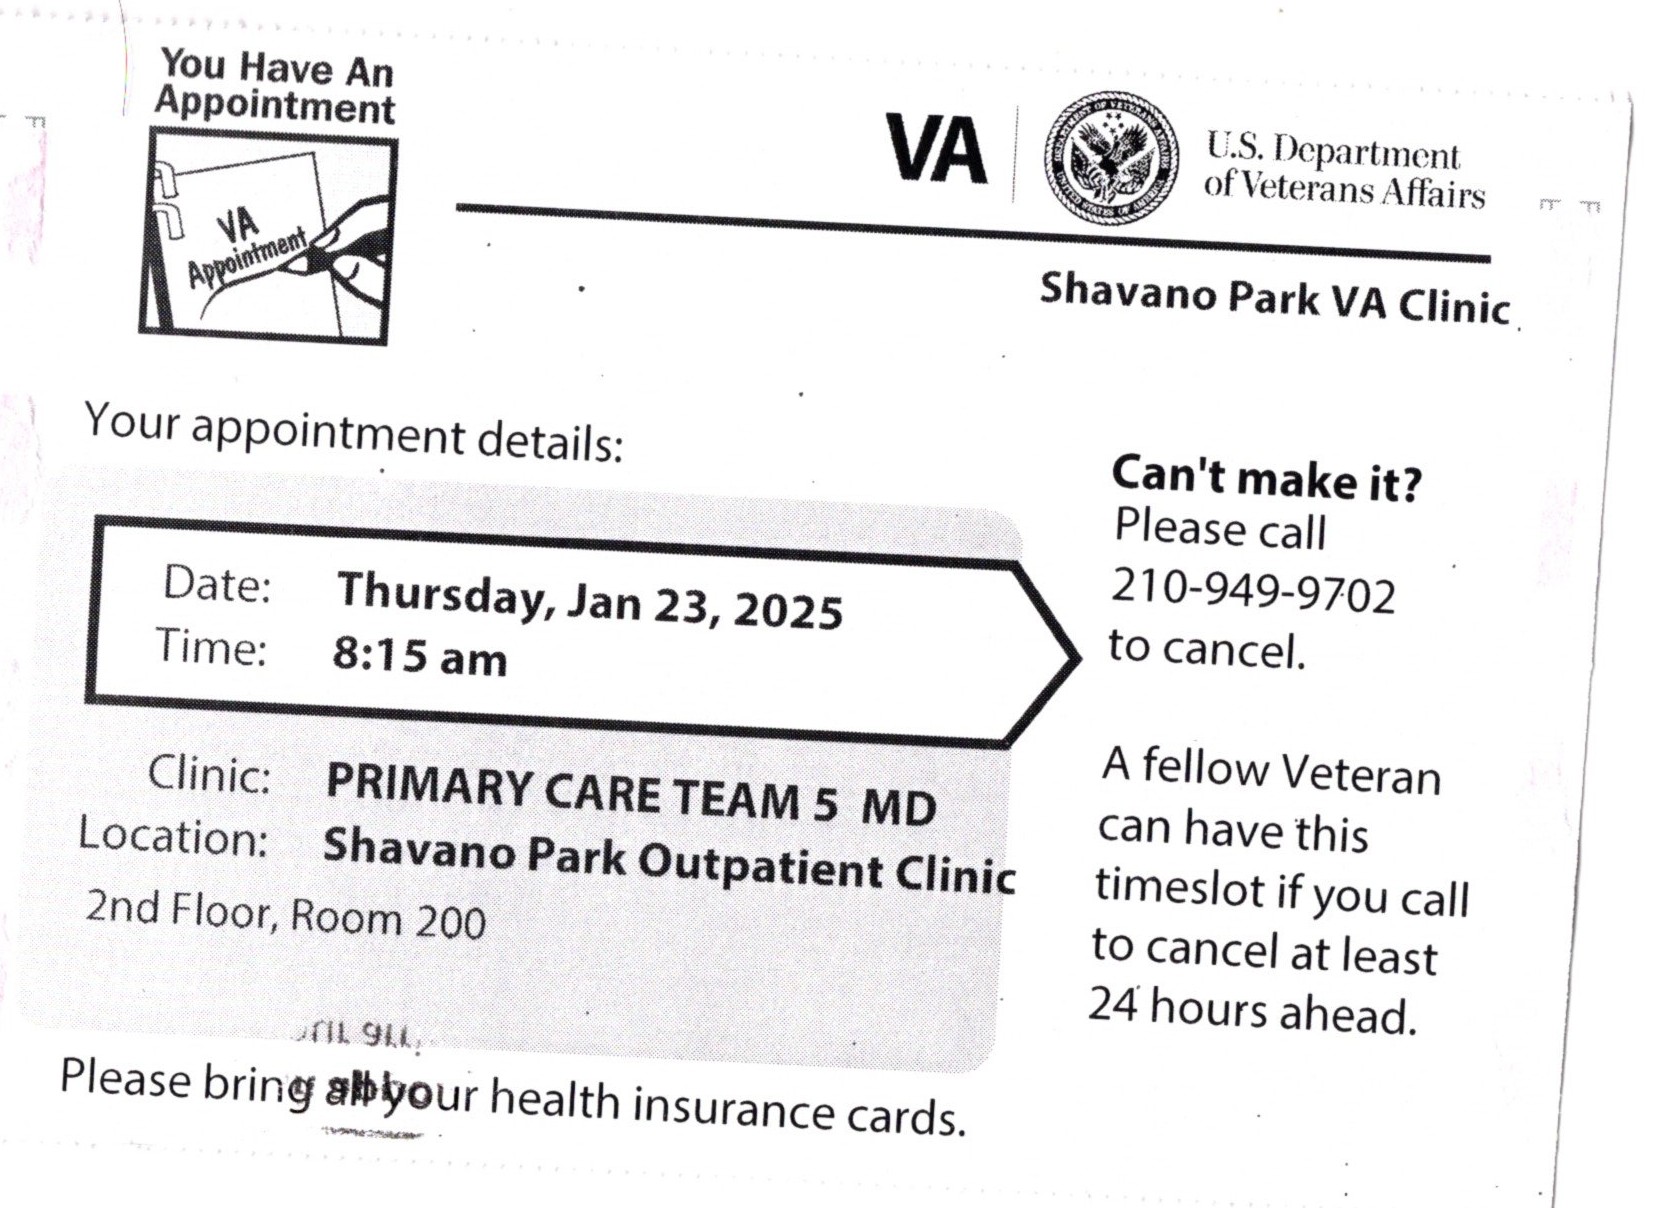 You Have An
Appointment
VA
Appointment
VA
U.S. Department
of Veterans Affairs
Shavano Park VA Clinic
Your appointment details:
Date: Thursday, Jan 23, 2025
Time: 8:15 am
Clinic: PRIMARY CARE TEAM 5 MD
Location: Shavano Park Outpatient Clinic
2nd Floor, Room 200
Please bring all your health insurance cards.
Can't make it?
Please call
210-949-9702
to cancel.
A fellow Veteran
can have this
timeslot if you call
to cancel at least
24 hours ahead.